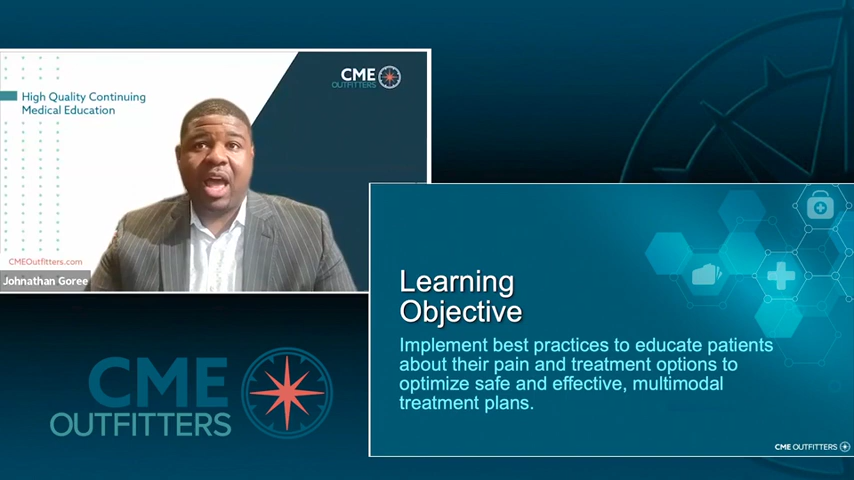 High Quality Continuing
Medical Education
CME
OUTFITTERS
CMEOutfitters.com
Johnathan Goree
Learning
Objective
Implement best practices to educate patients
about their pain and treatment options to
optimize safe and effective, multimodal
treatment plans.
CME OUTFITTERS
CME
OUTFITTERS